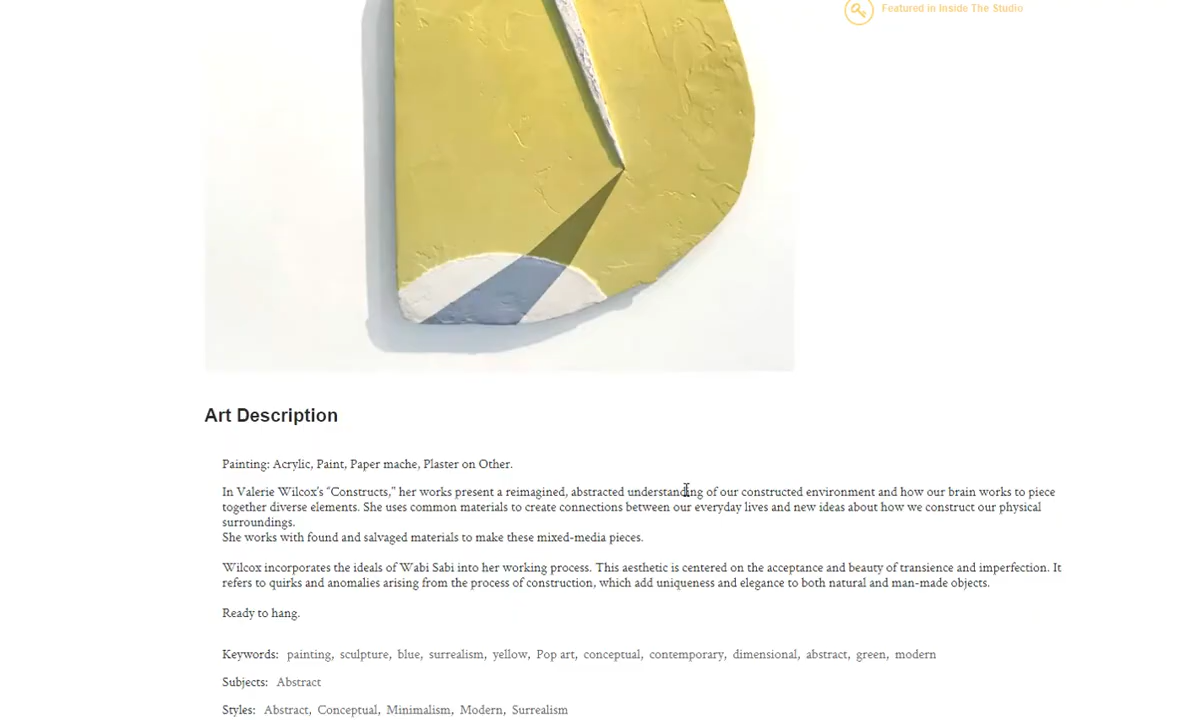 Featured in Inside The Studio
Art Description
Painting: Acrylic, Paint, Paper mache, Plaster on Other.
In Valerie Wilcox's “Constructs,” her works present a reimagined, abstracted understanding of our constructed environment and how our brain works to piece
together diverse elements. She uses common materials to create connections between our everyday lives and new ideas about how we construct our physical
surroundings.
She works with found and salvaged materials to make these mixed-media pieces.
Wilcox incorporates the ideals of Wabi Sabi into her working process. This aesthetic is centered on the acceptance and beauty of transience and imperfection. It
refers to quirks and anomalies arising from the process of construction, which add uniqueness and elegance to both natural and man-made objects.
Ready to hang.
Keywords: painting, sculpture, blue, surrealism, yellow, Pop art, conceptual, contemporary, dimensional, abstract, green, modern
Subjects: Abstract
Styles: Abstract, Conceptual, Minimalism, Modern, Surrealism